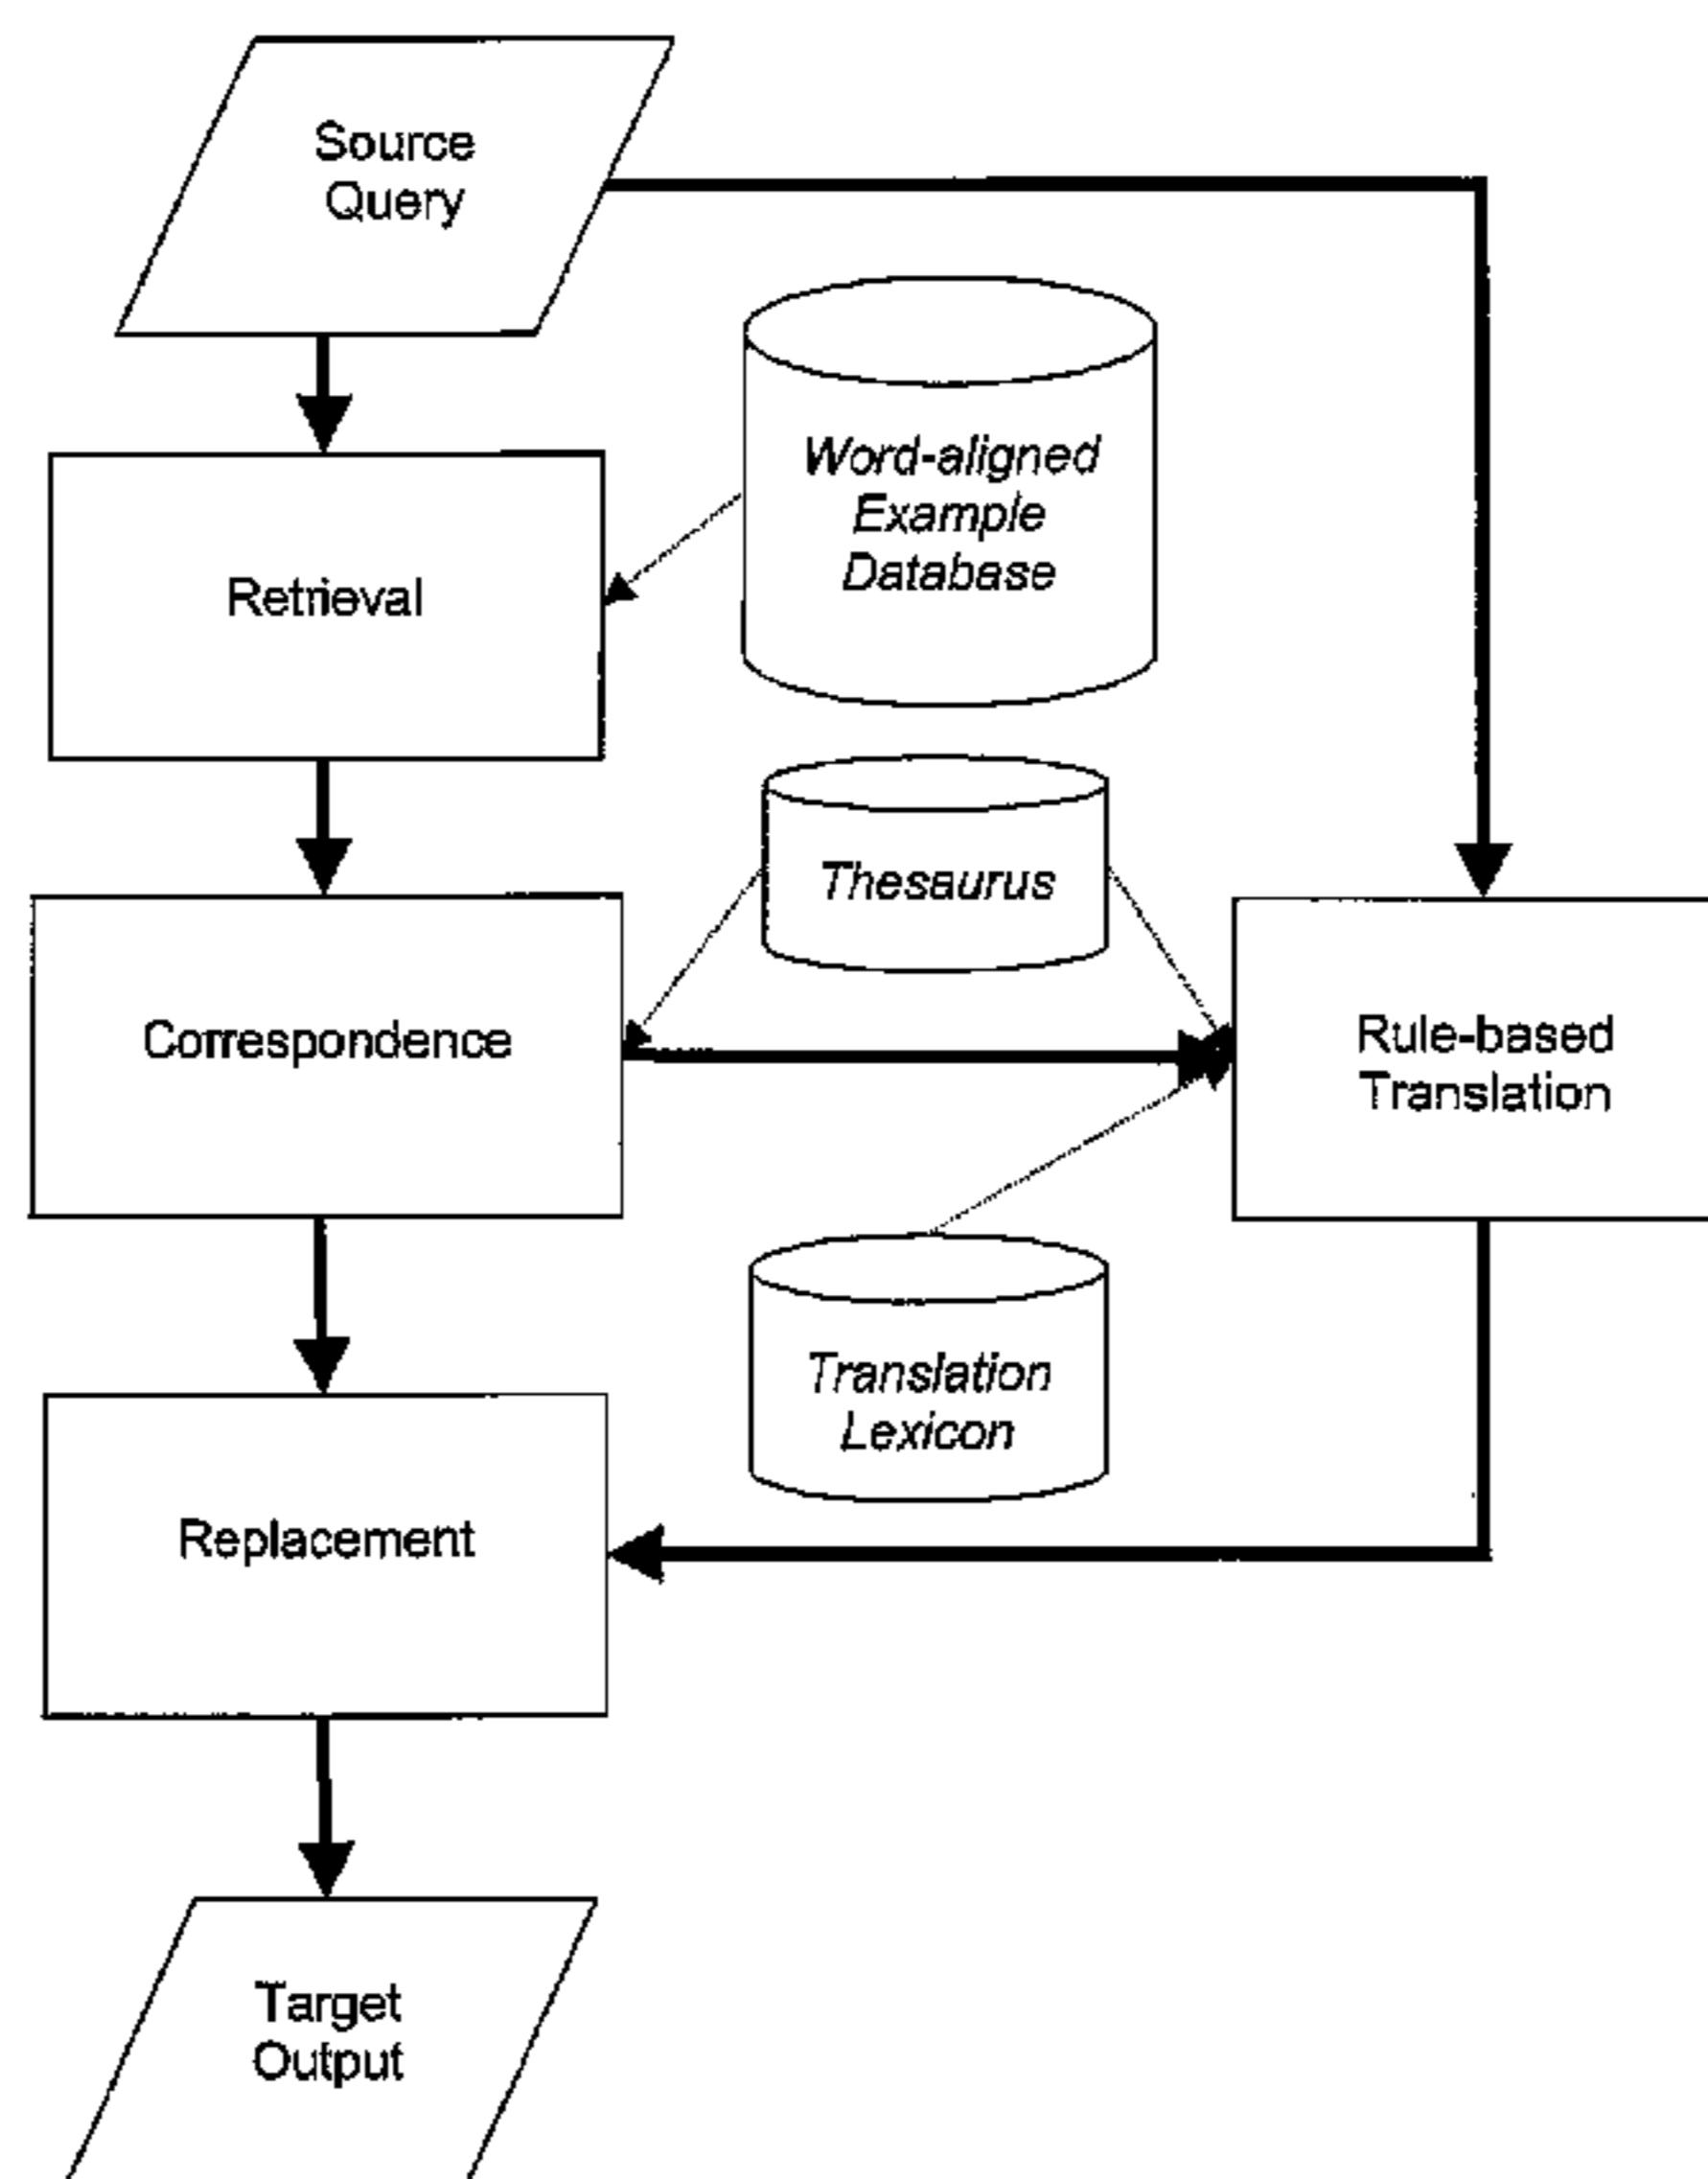 Source
Query
Word-aligned
Example
Database
Retrieval
Thesaurus
Correspondence
Rule-based
Translation
Translation
Lexicon
Replacement
Target
Output